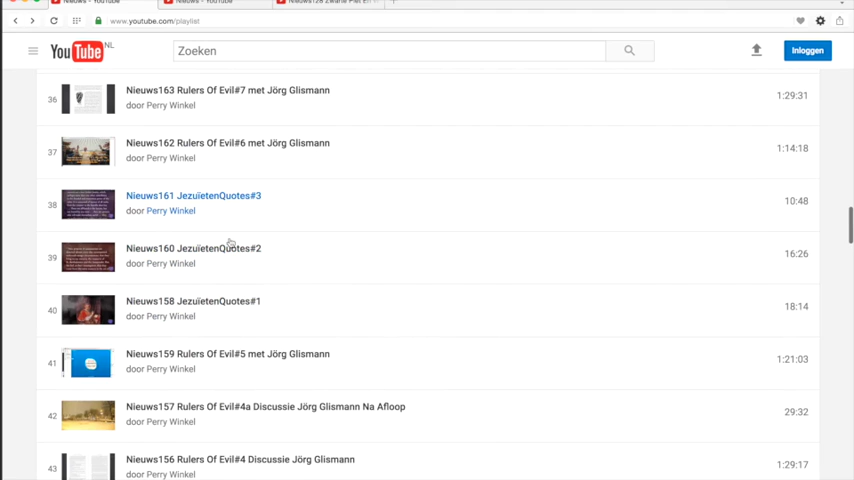 Nieuws - YouTube
Nieuws - YouTube
Nieuws128 Zwarte Piet En
www.youtube.com/playlist
YouTube NL
Zoeken
Inloggen
36
Nieuws163 Rulers Of Evil#7 met Jörg Glismann
1:29:31
door Perry Winkel
37
Nieuws162 Rulers Of Evil#6 met Jörg Glismann
1:14:18
door Perry Winkel
38
Nieuws161 JezuïetenQuotes#3
10:48
door Perry Winkel
39
Nieuws160 JezuïetenQuotes#2
16:26
door Perry Winkel
40
Nieuws158 JezuïetenQuotes#1
18:14
door Perry Winkel
41
Nieuws159 Rulers Of Evil#5 met Jörg Glismann
1:21:03
door Perry Winkel
42
Nieuws157 Rulers Of Evil#4a Discussie Jörg Glismann Na Afloop
29:32
door Perry Winkel
43
Nieuws156 Rulers Of Evil#4 Discussie Jörg Glismann
1:29:17
door Perry Winkel